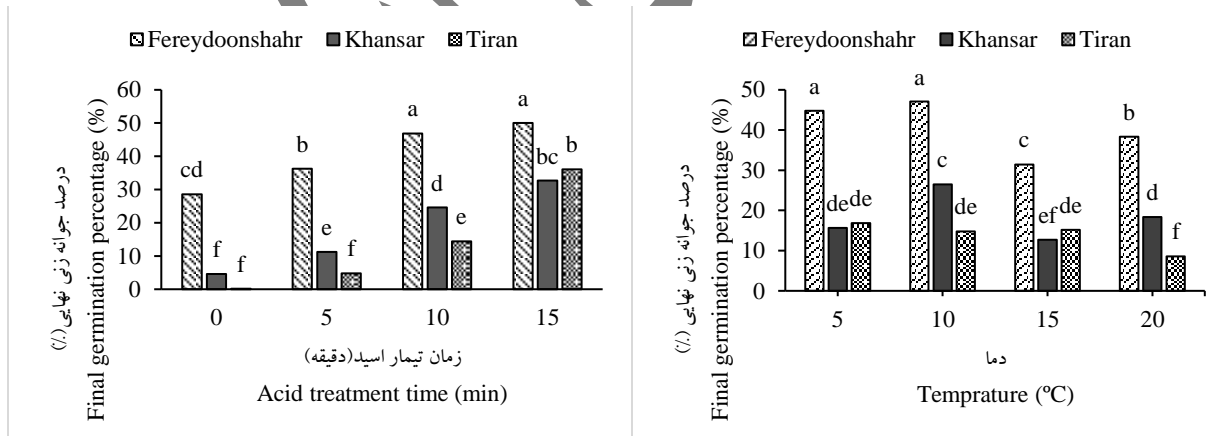 Fereydoonshahr Khansar Tiran
60
50
40
30
20
10
0
cd f f b e f a d e a bc b
0 5 10 15
زمان تیمار اسید(دقیقه)
Acid treatment time (min)
درصد جوانه زنی نهایی(٪)
Final germination percentage (%)
Fereydoonshahr Khansar Tiran
50
40
30
20
10
0
a de de a c de c ef de b d f
5 10 15 20
دما
Temprature (ºC)
درصد جوانه زنی نهایی (٪)
Final germination percentage (%)